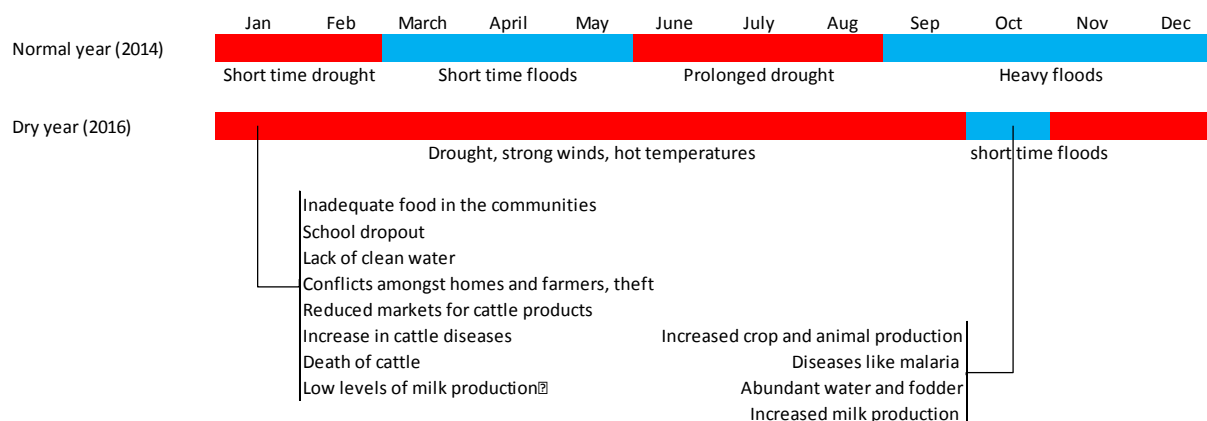 Jan Feb March April May June July Aug Sep Oct Nov Dec
Normal year (2014)
Short time drought Short time floods Prolonged drought Heavy floods
Dry year (2016)
Drought, strong winds, hot temperatures short time floods
Inadequate food in the communities
School dropout
Lack of clean water
Conflicts amongst homes and farmers, theft
Reduced markets for cattle products
Increase in cattle diseases
Death of cattle
Low levels of milk production
Increased crop and animal production
Diseases like malaria
Abundant water and fodder
Increased milk production